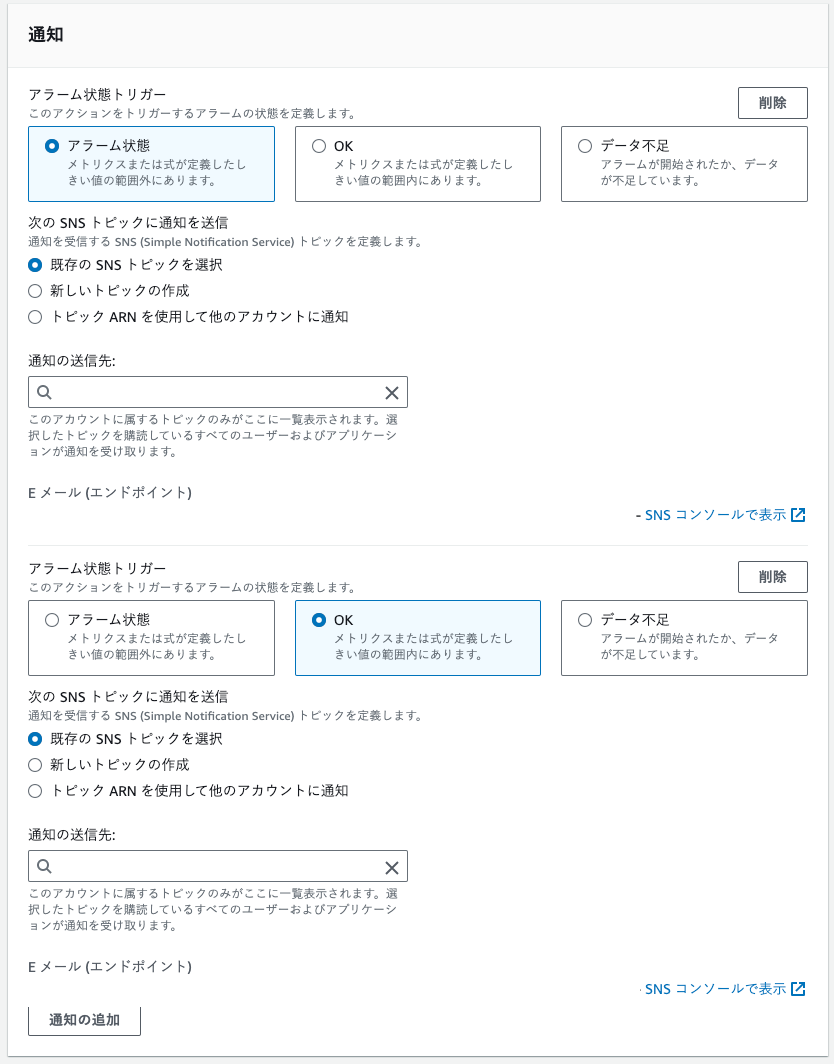 通知
アラーム状態トリガー
このアクションをトリガーするアラームの状態を定義します。
削除
アラーム状態
メトリクスまたは式が定義したし
きい値の範囲外にあります。
OK
メトリクスまたは式が定義したし
きい値の範囲内にあります。
データ不足
アラームが開始されたか、データ
が不足しています。
次の SNS トピックに通知を送信
通知を受信する SNS (Simple Notification Service) トピックを定義します。
既存の SNS トピックを選択
新しいトピックの作成
トピック ARN を使用して他のアカウントに通知
通知の送信先:
このアカウントに属するトピックのみがここに一覧表示されます。選
択したトピックを購読しているすべてのユーザーおよびアプリケーシ
ョンが通知を受け取ります。
E メール (エンドポイント)
- SNS コンソールで表示
アラーム状態トリガー
このアクションをトリガーするアラームの状態を定義します。
削除
アラーム状態
メトリクスまたは式が定義したし
きい値の範囲外にあります。
OK
メトリクスまたは式が定義したし
きい値の範囲内にあります。
データ不足
アラームが開始されたか、データ
が不足しています。
次の SNS トピックに通知を送信
通知を受信する SNS (Simple Notification Service) トピックを定義します。
既存の SNS トピックを選択
新しいトピックの作成
トピック ARN を使用して他のアカウントに通知
通知の送信先:
このアカウントに属するトピックのみがここに一覧表示されます。選
択したトピックを購読しているすべてのユーザーおよびアプリケーシ
ョンが通知を受け取ります。
E メール (エンドポイント)
SNS コンソールで表示
通知の追加